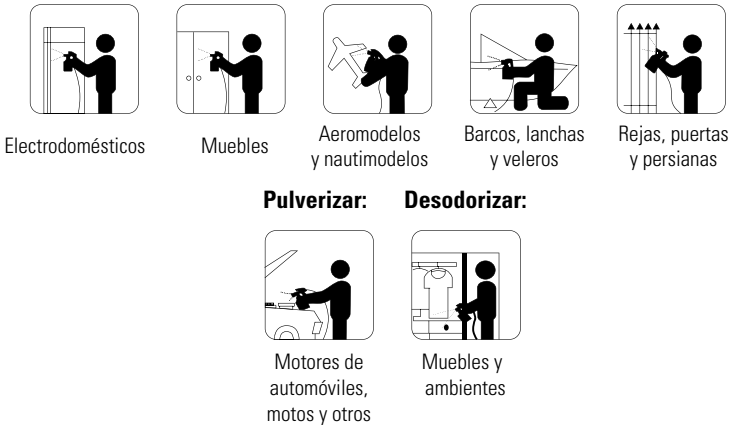 Electrodomésticos
Muebles
Aeromodelos
y nautimodelos
Barcos, lanchas
y veleros
Rejas, puertas
y persianas
Pulverizar:
Desodorizar:
Motores de
automóviles,
motos y otros
Muebles y
ambientes